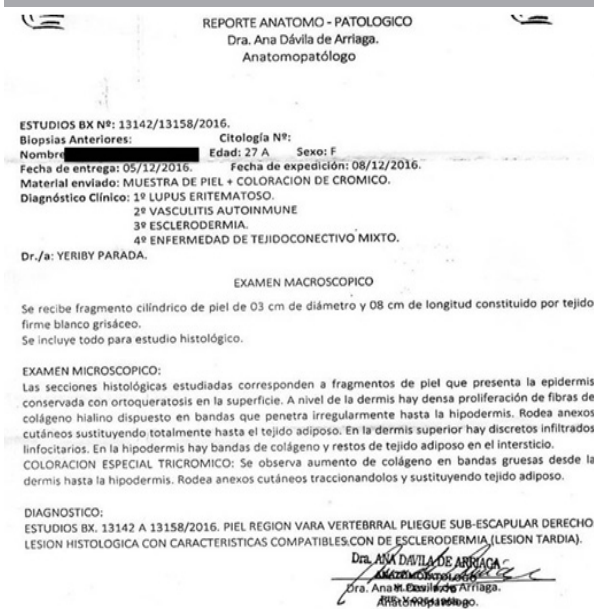 REPORTE ANATOMO - PATOLOGICO
Dra. Ana Dávila de Arriaga.
Anatomopatólogo
ESTUDIOS BX Nº: 13142/13158/2016.
Biopsias Anteriores: Citología Nº:
Nombre Edad: 27 A Sexo: F
Fecha de entrega: 05/12/2016. Fecha de expedición: 08/12/2016.
Material enviado: MUESTRA DE PIEL + COLORACION DE CROMICO.
Diagnóstico Clínico: 1º LUPUS ERITEMATOSO.
2º VASCULITIS AUTOINMUNE
3º ESCLERODERMIA.
4º ENFERMEDAD DE TEJIDOCONECTIVO MIXTO.
Dr./a: YERIBY PARADA.
EXAMEN MACROSCOPICO
Se recibe fragmento cilíndrico de piel de 03 cm de diámetro y 08 cm de longitud constituido por tejido
firme blanco grisáceo.
Se incluye todo para estudio histológico.
EXAMEN MICROSCOPICO:
Las secciones histológicas estudiadas corresponden a fragmentos de piel que presenta la epidermis
conservada con ortoqueratosis en la superficie. A nivel de la dermis hay densa proliferación de fibras de
colágeno hialino dispuesto en bandas que penetra irregularmente hasta la hipodermis. Rodea anexos
cutáneos sustituyendo totalmente hasta el tejido adiposo. En la dermis superior hay discretos infiltrados
linfocitarios. En la hipodermis hay bandas de colágeno y restos de tejido adiposo en el intersticio.
COLORACION ESPECIAL TRICROMICO: Se observa aumento de colágeno en bandas gruesas desde la
dermis hasta la hipodermis. Rodea anexos cutáneos traccionandolos y sustituyendo tejido adiposo.
DIAGNOSTICO:
ESTUDIOS BX. 13142 A 13158/2016. PIEL REGION VARA VERTEBRRAL PLIEGUE SUB-ESCAPULAR DERECHO
LESION HISTOLOGICA CON CARACTERISTICAS COMPATIBLES CON DE ESCLERODERMIA (LESION TARDIA).
Dra. ANA DAVILA DE ARRIAGA
ANATOMOPATOLOGO
Dra. Ana Dávila de Arriaga.
Anatomopatólogo.